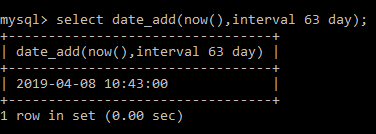 mysql> select date_add(now(),interval 63 day);
+--------------------------------+
| date_add(now(),interval 63 day) |
+--------------------------------+
| 2019-04-08 10:43:00             |
+--------------------------------+
1 row in set (0.00 sec)